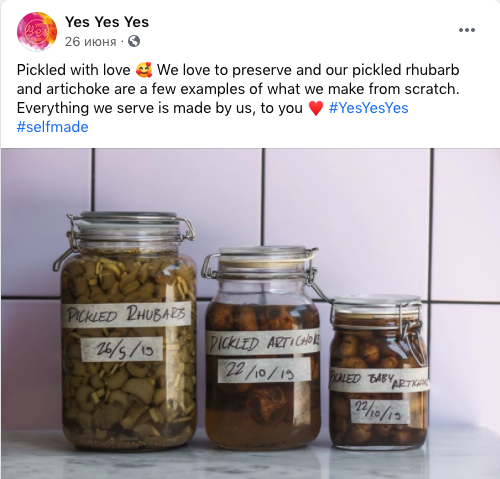 Yes Yes Yes
26 июня ·
Pickled with love 🥰 We love to preserve and our pickled rhubarb
and artichoke are a few examples of what we make from scratch.
Everything we serve is made by us, to you ❤️ #YesYesYes
#selfmade
PICKLED RHUBARB
26/5/19
PICKLED ARTICHOKE
22/10/19
PICKLED BABY ARTICHOKE
22/10/19